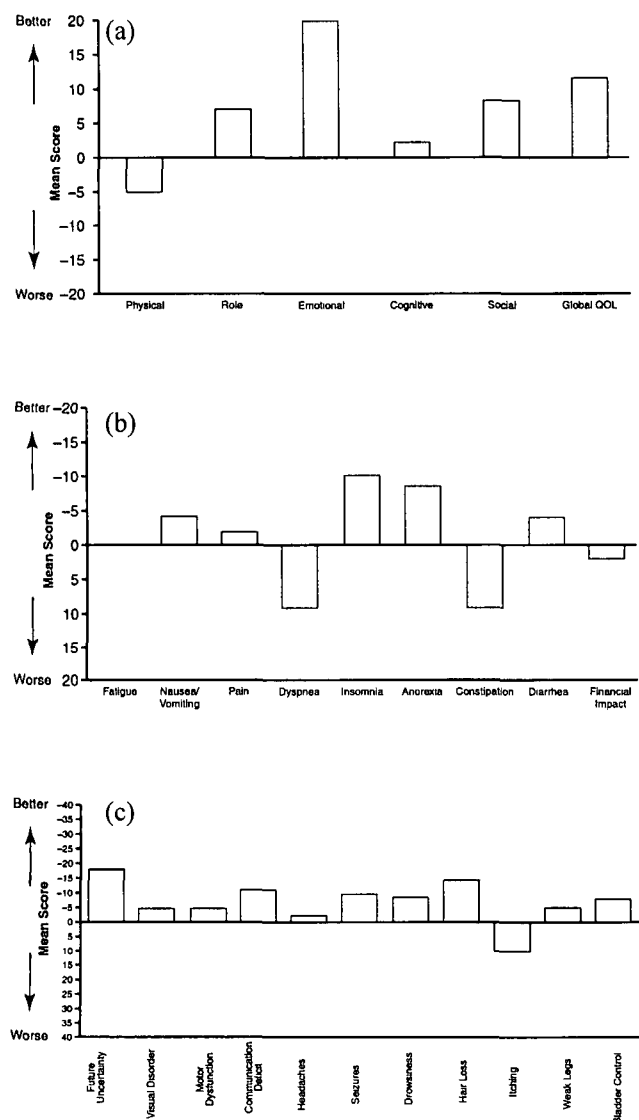 (a)
Better
20
15
10
5
0
−5
−10
−15
Worse −20
Mean Score
Physical Role Emotional Cognitive Social Global QOL
(b)
Better −20
−15
−10
−5
0
5
10
15
Worse 20
Mean Score
Fatigue Nausea/ Pain Dyspnea Insomnia Anorexia Constipation Diarrhea Financial
Vomiting Impact
(c)
Better −40
−35
−30
−25
−20
−15
−10
−5
0
5
10
15
20
25
30
35
Worse 40
Mean Score
Future
Uncertainty
Visual Disorder
Motor
Dysfunction
Communication
Deficit
Headaches
Seizures
Drowsiness
Hair Loss
Itching
Weak Legs
Bladder Control